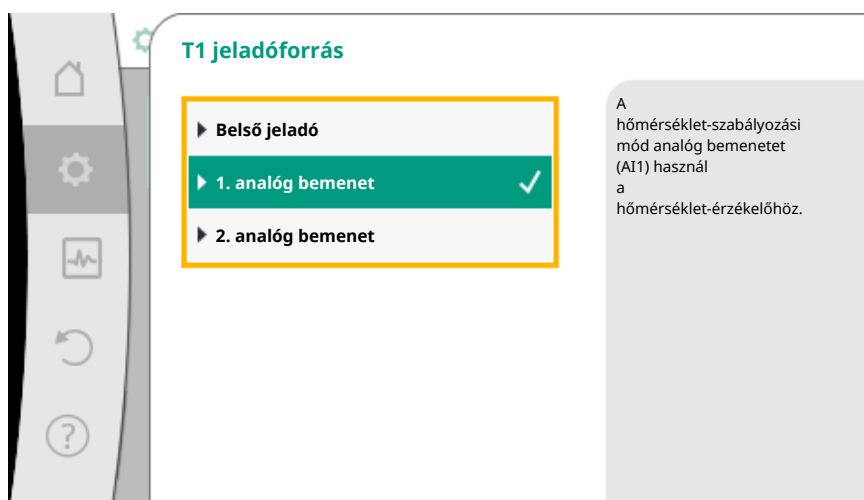 T1 jeladóforrás
Belső jeladó
1. analóg bemenet
2. analóg bemenet
A
hőmérséklet-szabályozási
mód analóg bemenetet
(AI1) használ
a
hőmérséklet-érzékelőhöz.